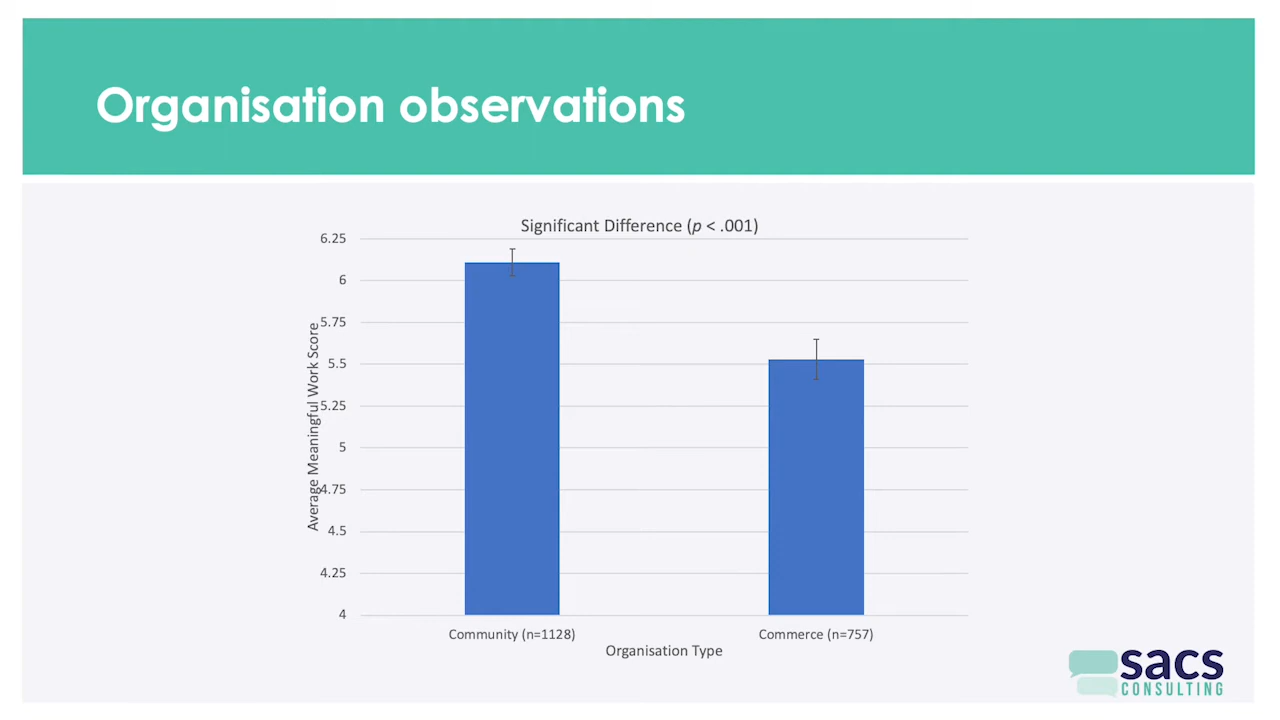 Organisation observations
Significant Difference (p < .001)
6.25
6
5.75
5.5
5.25
5
4.75
4.5
4.25
4
Average Meaningful Work Score
Community (n=1128)
Commerce (n=757)
Organisation Type
sacs
CONSULTING